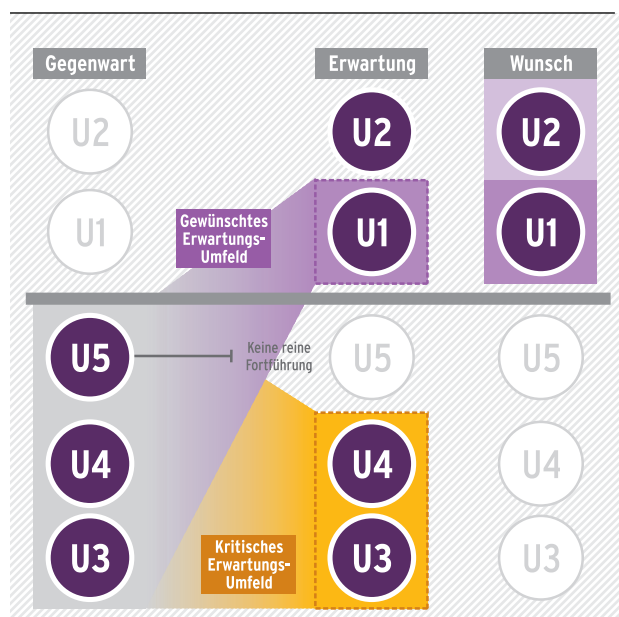 Gegenwart
Erwartung
Wunsch
U2
U2
U2
U1
Gewünschtes
Erwartungs-
Umfeld
U1
U1
U5
Keine reine
Fortführung
U5
U5
U4
U4
U4
U3
Kritisches
Erwartungs-
Umfeld
U3
U3